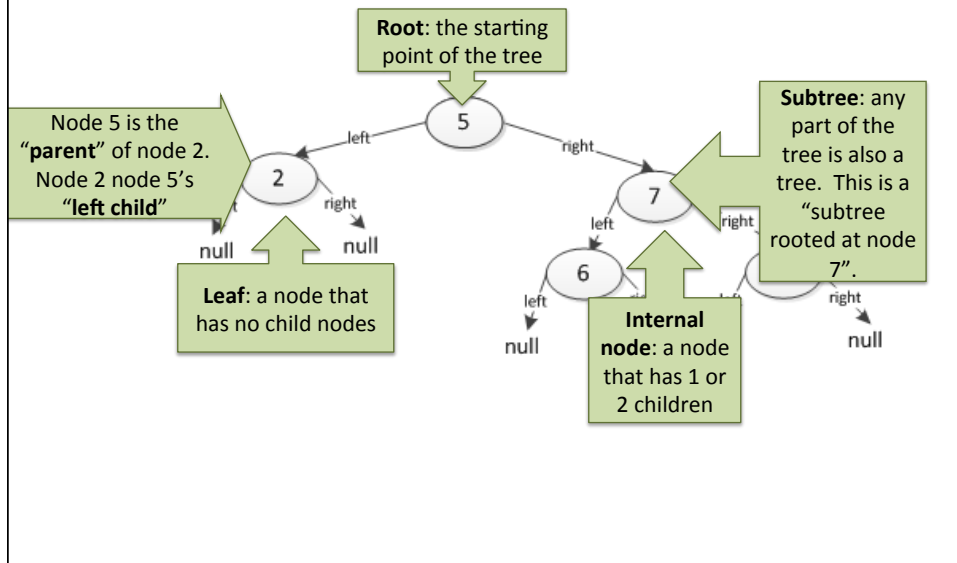 Root: the starting
point of the tree
5
left
right
Node 5 is the
“parent” of node 2.
Node 2 node 5’s
“left child”
2
right
null
null
Leaf: a node that
has no child nodes
7
left
right
Subtree: any
part of the
tree is also a
tree. This is a
“subtree
rooted at node
7”.
6
left
null
Internal
node: a node
that has 1 or
2 children
right
null